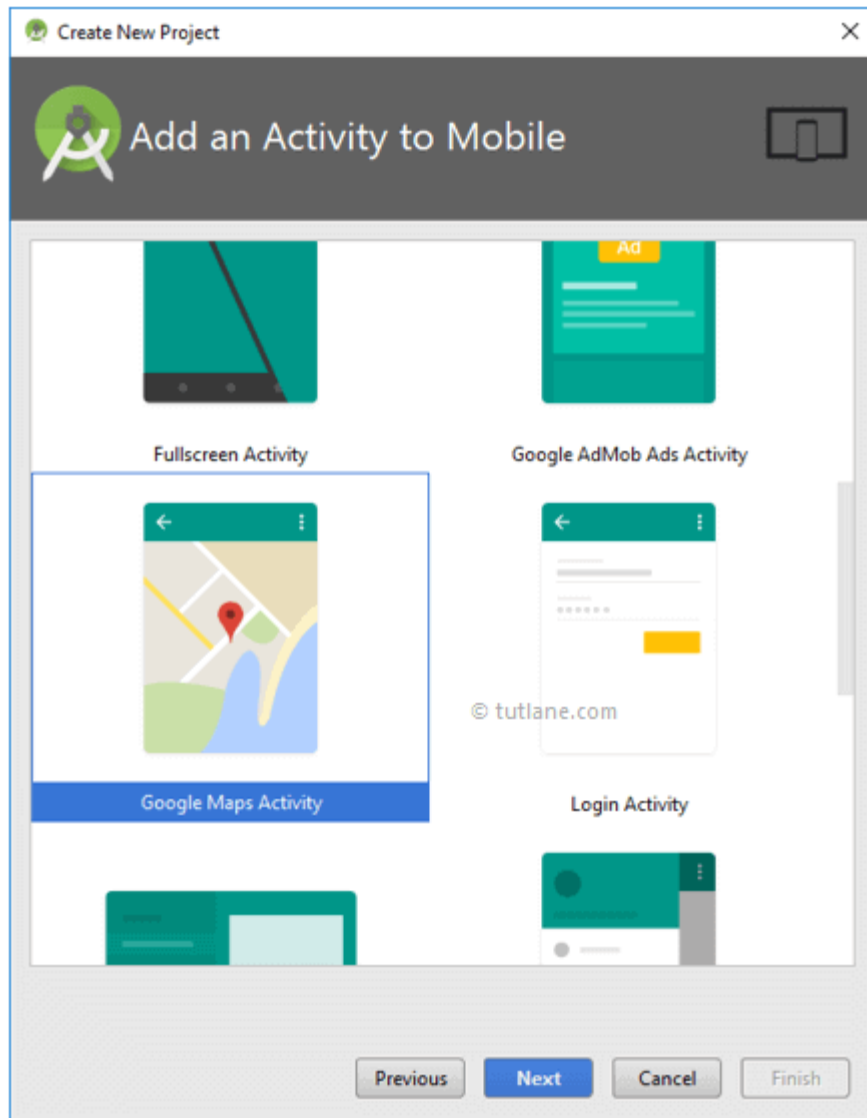 Create New Project
Add an Activity to Mobile
Ad
Fullscreen Activity
Google AdMob Ads Activity
© tutlane.com
Google Maps Activity
Login Activity
Previous
Next
Cancel
Finish